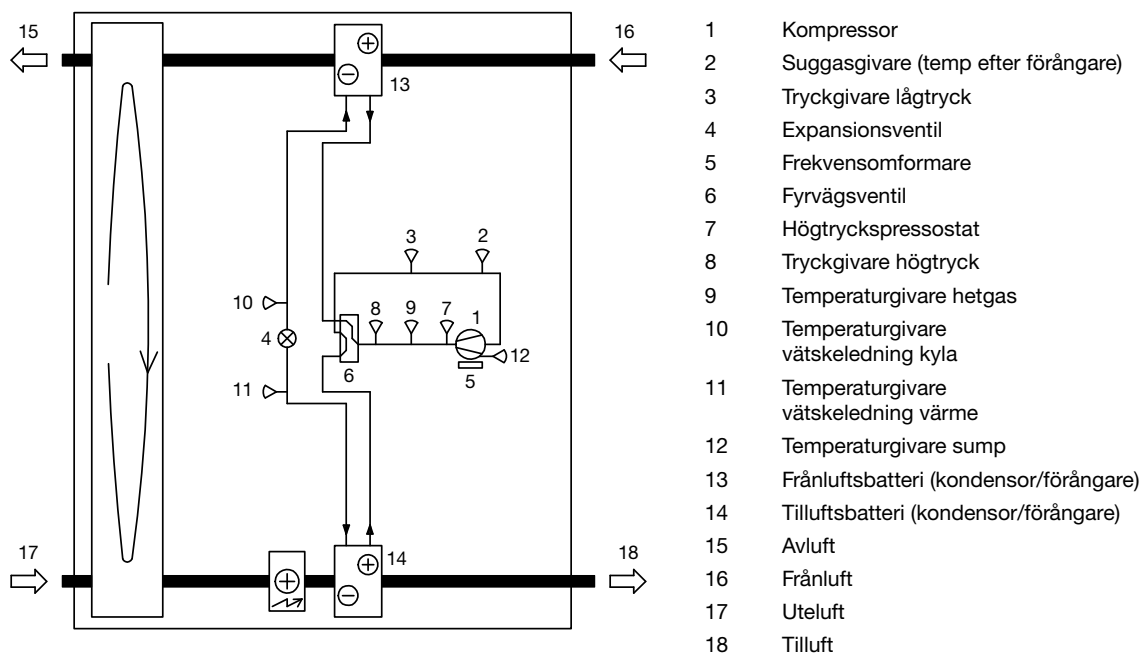 15
16
13
3
2
10
8
9
7
1
4
12
6
5
11
17
14
18
1 Kompressor
2 Suggasgivare (temp efter förångare)
3 Tryckgivare lågtryck
4 Expansionsventil
5 Frekvensomformare
6 Fyrvägsventil
7 Högtryckspressostat
8 Tryckgivare högtryck
9 Temperaturgivare hetgas
10 Temperaturgivare
vätskeledning kyla
11 Temperaturgivare
vätskeledning värme
12 Temperaturgivare sump
13 Frånluftsbatteri (kondensor/förångare)
14 Tilluftsbatteri (kondensor/förångare)
15 Avluft
16 Frånluft
17 Uteluft
18 Tilluft